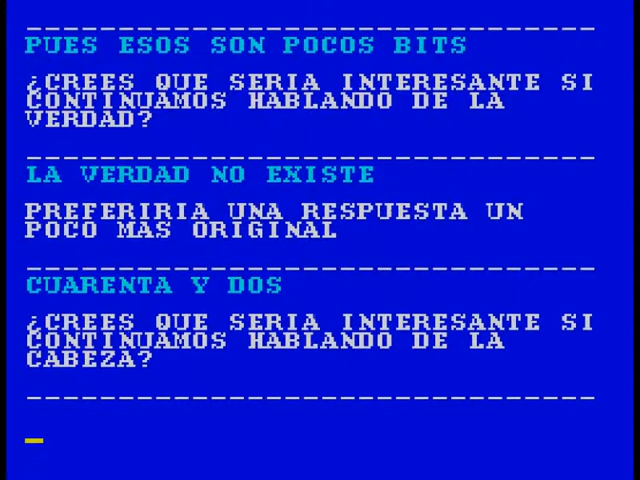 --------------------------------
PUES ESOS SON POCOS BITS
¿CREES QUE SERIA INTERESANTE SI
CONTINUAMOS HABLANDO DE LA
VERDAD?
--------------------------------
LA VERDAD NO EXISTE
PREFERIRIA UNA RESPUESTA UN
POCO MAS ORIGINAL
--------------------------------
CUARENTA Y DOS
¿CREES QUE SERIA INTERESANTE SI
CONTINUAMOS HABLANDO DE LA
CABEZA?
--------------------------------